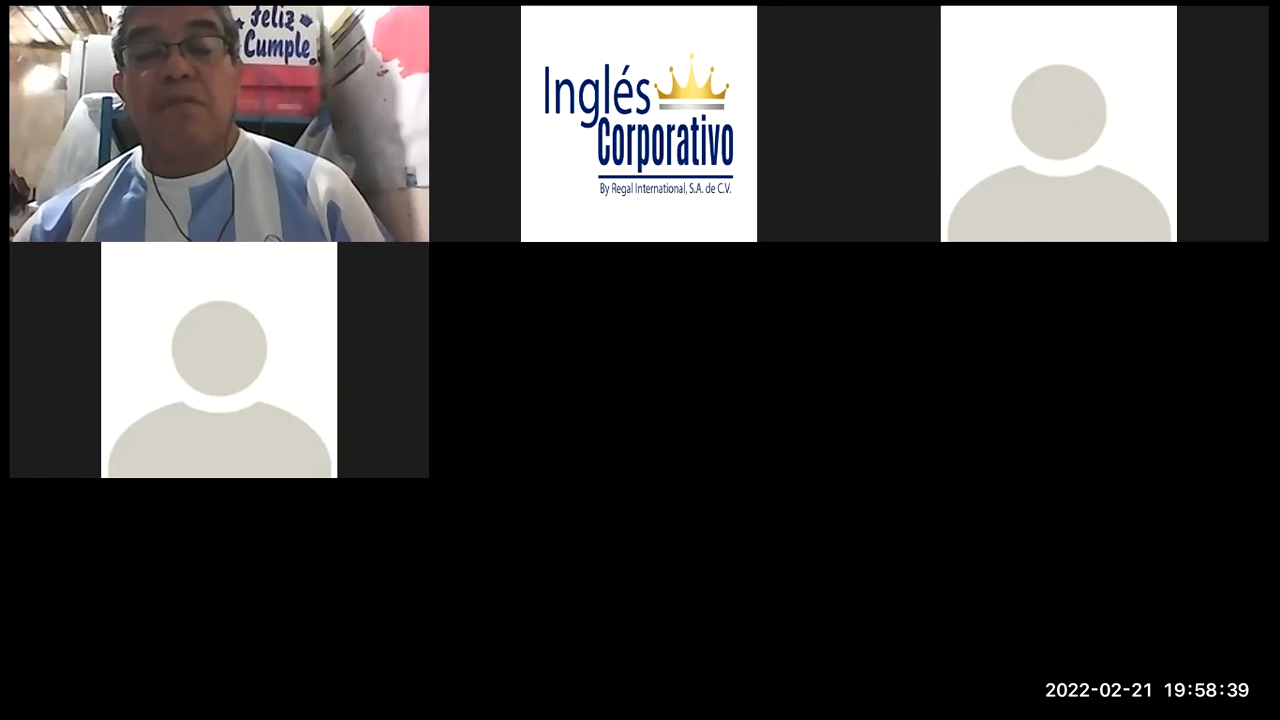 Feliz
Cumple
Inglés
Corporativo
By Regal International, S.A. de C.V.
2022-02-21 19:58:39